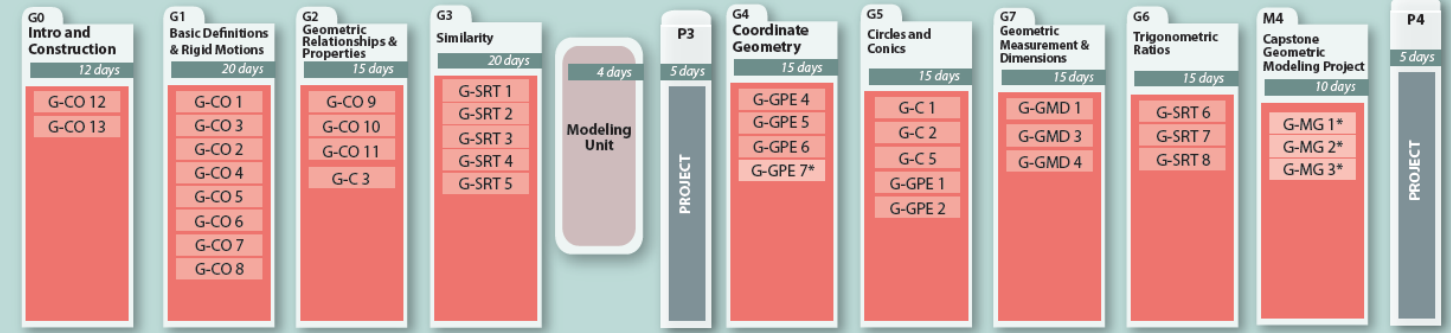 G0
Intro and
Construction
12 days
G-CO 12
G-CO 13
G1
Basic Definitions
& Rigid Motions
20 days
G-CO 1
G-CO 3
G-CO 2
G-CO 4
G-CO 5
G-CO 6
G-CO 7
G-CO 8
G2
Geometric
Relationships &
Properties
15 days
G-CO 9
G-CO 10
G-CO 11
G-C 3
G3
Similarity
20 days
G-SRT 1
G-SRT 2
G-SRT 3
G-SRT 4
G-SRT 5
4 days
Modeling
Unit
P3
5 days
PROJECT
G4
Coordinate
Geometry
15 days
G-GPE 4
G-GPE 5
G-GPE 6
G-GPE 7*
G5
Circles and
Conics
15 days
G-C 1
G-C 2
G-C 5
G-GPE 1
G-GPE 2
G7
Geometric
Measurement &
Dimensions
15 days
G-GMD 1
G-GMD 3
G-GMD 4
G6
Trigonometric
Ratios
15 days
G-SRT 6
G-SRT 7
G-SRT 8
M4
Capstone
Geometric
Modeling Project
10 days
G-MG 1*
G-MG 2*
G-MG 3*
P4
5 days
PROJECT